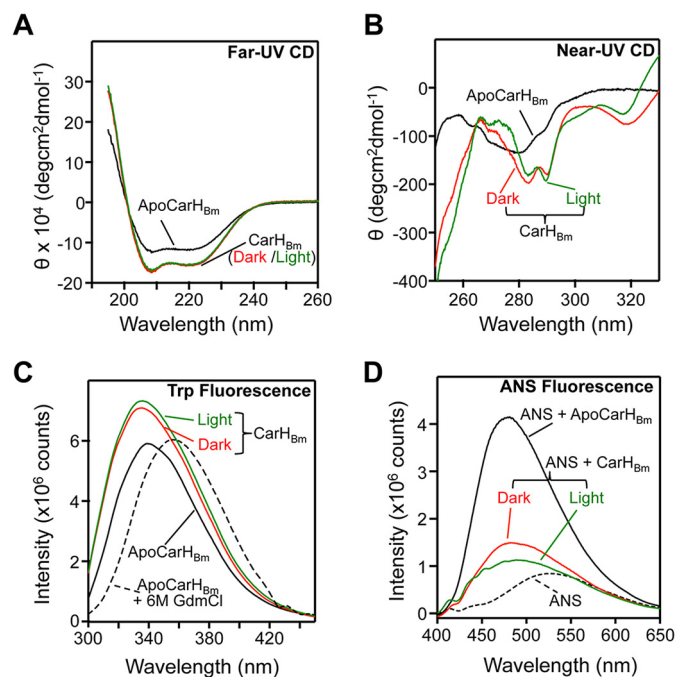 A
Far-UV CD
θ x 10⁴ (degcm²dmol⁻¹)
30
20
10
0
-10
-20
ApoCarH_Bm
CarH_Bm
(Dark /Light)
200 220 240 260
Wavelength (nm)
B
Near-UV CD
θ (degcm²dmol⁻¹)
0
-100
-200
-300
-400
ApoCarH_Bm
Dark
Light
CarH_Bm
260 280 300 320
Wavelength (nm)
C
Trp Fluorescence
Intensity (x10⁶ counts)
6
4
2
0
Light
Dark
CarH_Bm
ApoCarH_Bm
ApoCarH_Bm
+ 6M GdmCl
300 340 380 420
Wavelength (nm)
D
ANS Fluorescence
Intensity (x10⁶ counts)
4
3
2
1
0
ANS + ApoCarH_Bm
ANS + CarH_Bm
Dark
Light
ANS
400 450 500 550 600 650
Wavelength (nm)